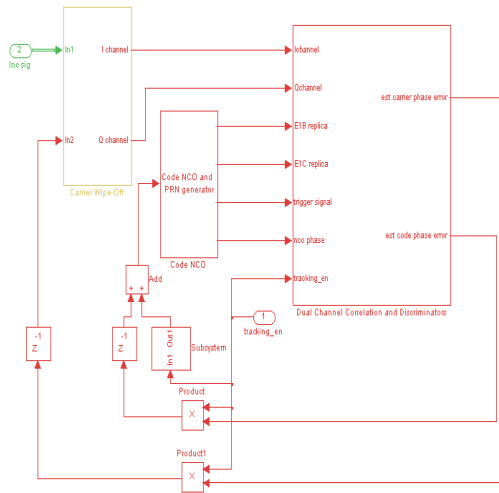 2
Inc sig
In1
I channel
In2
Q channel
Carrier Wipe-Off
Code NCO and
PRN generator
Code NCO
Ichannel
Qchannel
E1B replica
E1C replica
trigger signal
nco phase
tracking_en
est carrier phase error
est code phase error
Dual Channel Correlation and Discriminators
Add
+ +
1
tracking_en
-1
Z
-1
Z
In1 Out1
Subsystem
Product
X
Product1
X